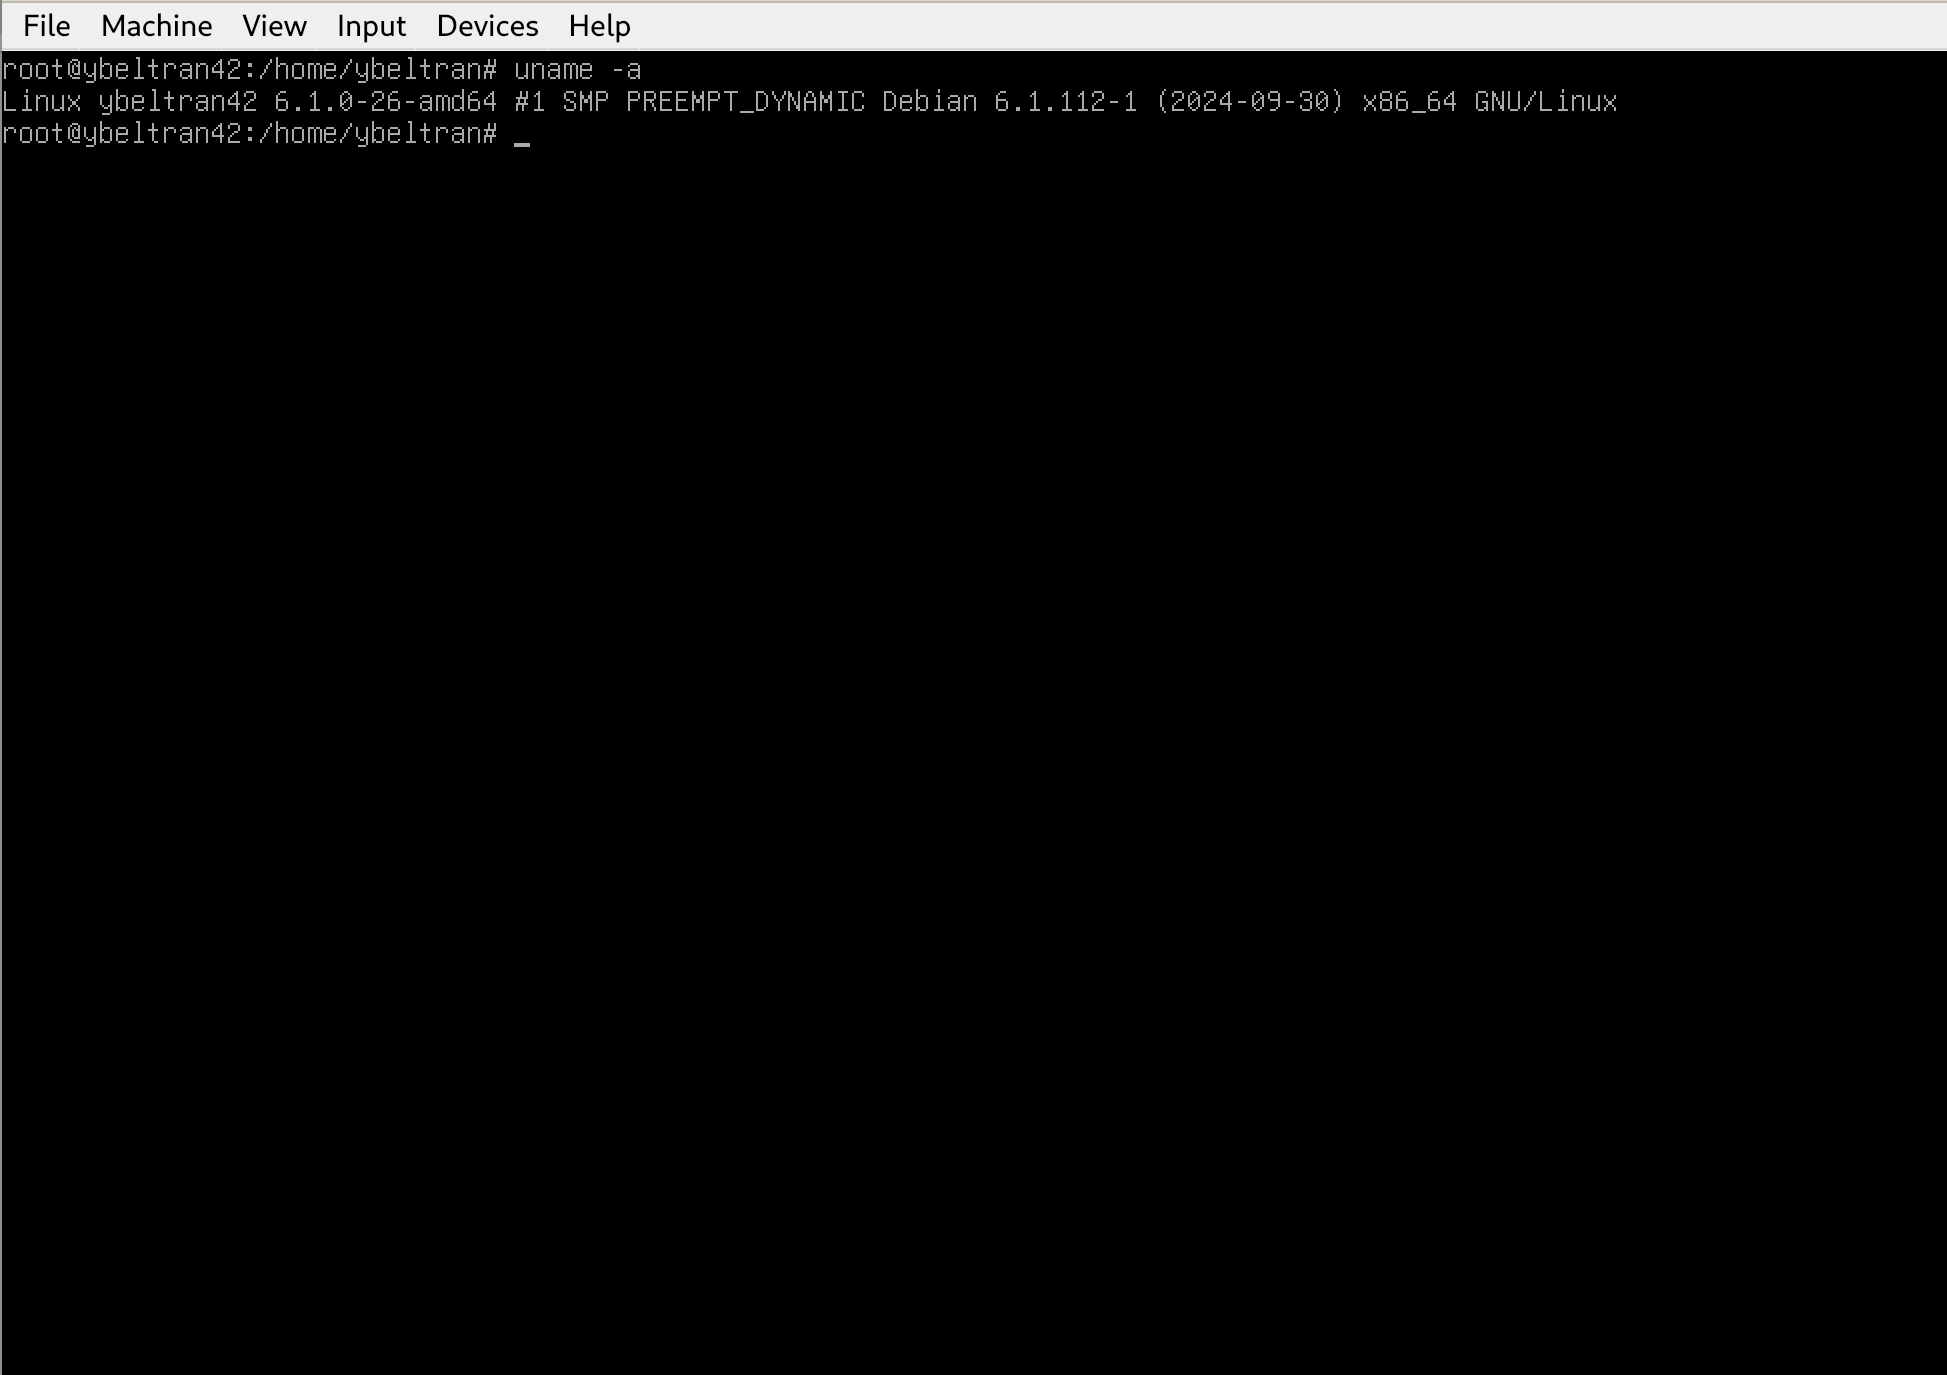 File Machine View Input Devices Help
root@ybeltran42:/home/ybeltran# uname -a
Linux ybeltran42 6.1.0-26-amd64 #1 SMP PREEMPT_DYNAMIC Debian 6.1.112-1 (2024-09-30) x86_64 GNU/Linux
root@ybeltran42:/home/ybeltran# _